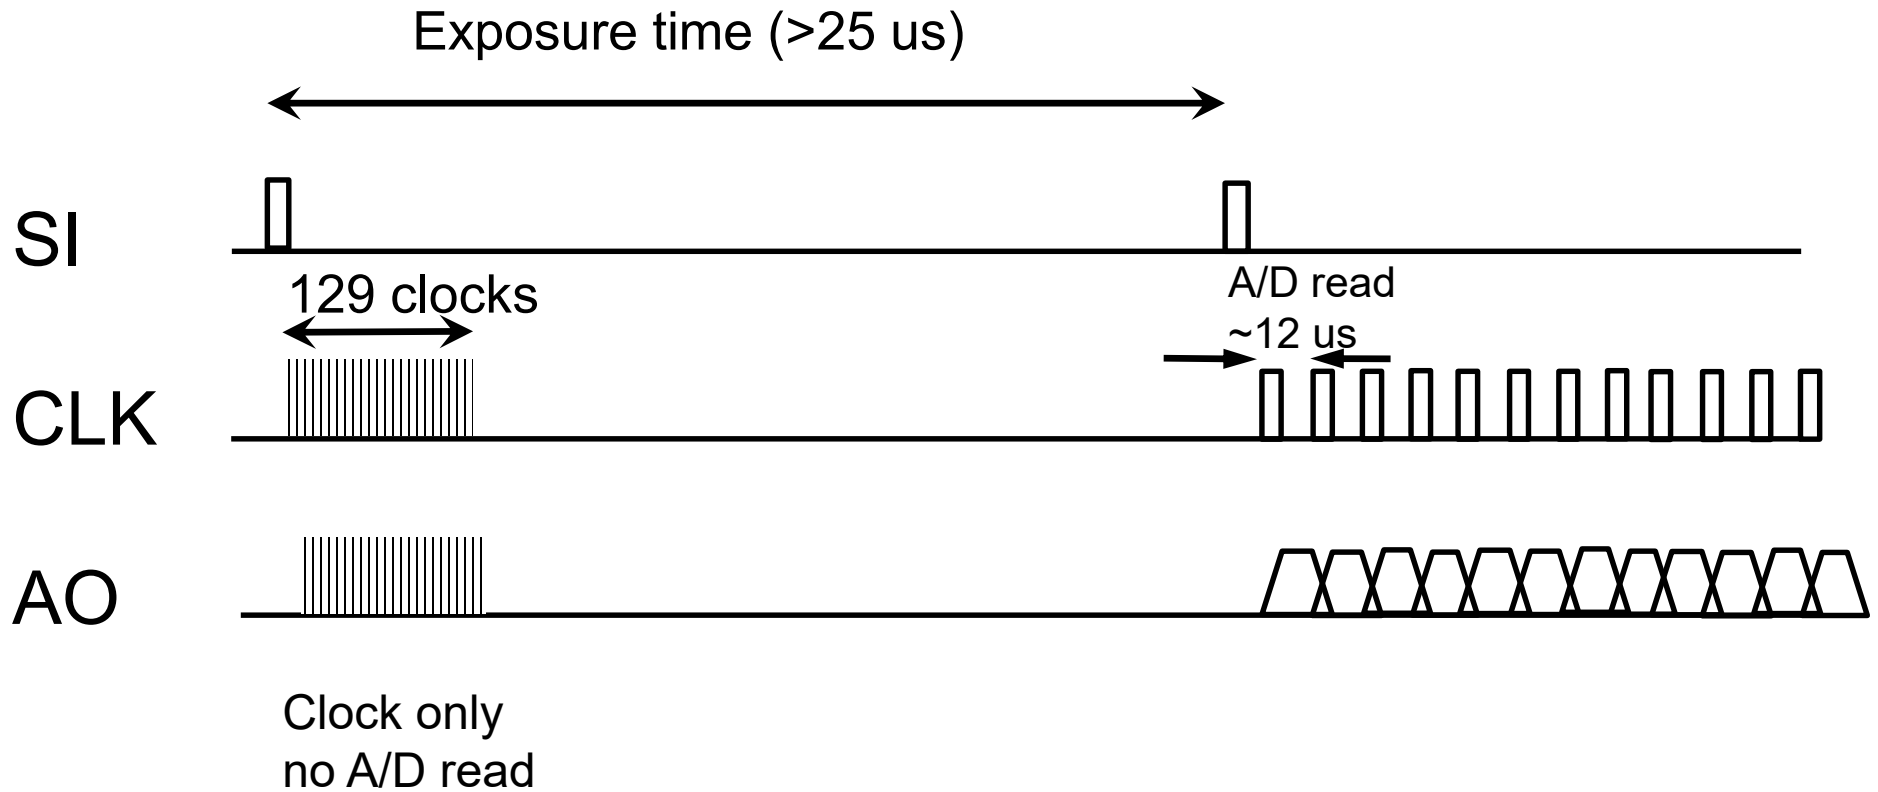 Exposure time (>25 us)
SI
129 clocks
A/D read
~12 us
CLK
AO
Clock only
no A/D read